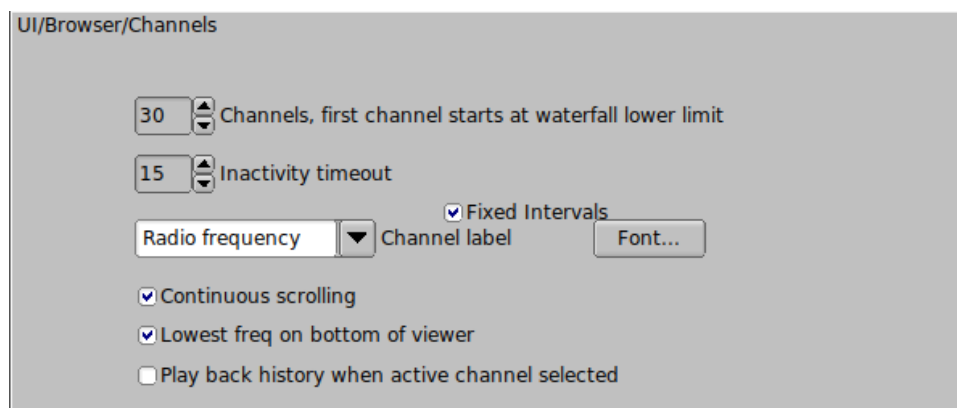 UI/Browser/Channels
30 Channels, first channel starts at waterfall lower limit
15 Inactivity timeout
Fixed Intervals
Radio frequency Channel label Font...
Continuous scrolling
Lowest freq on bottom of viewer
Play back history when active channel selected